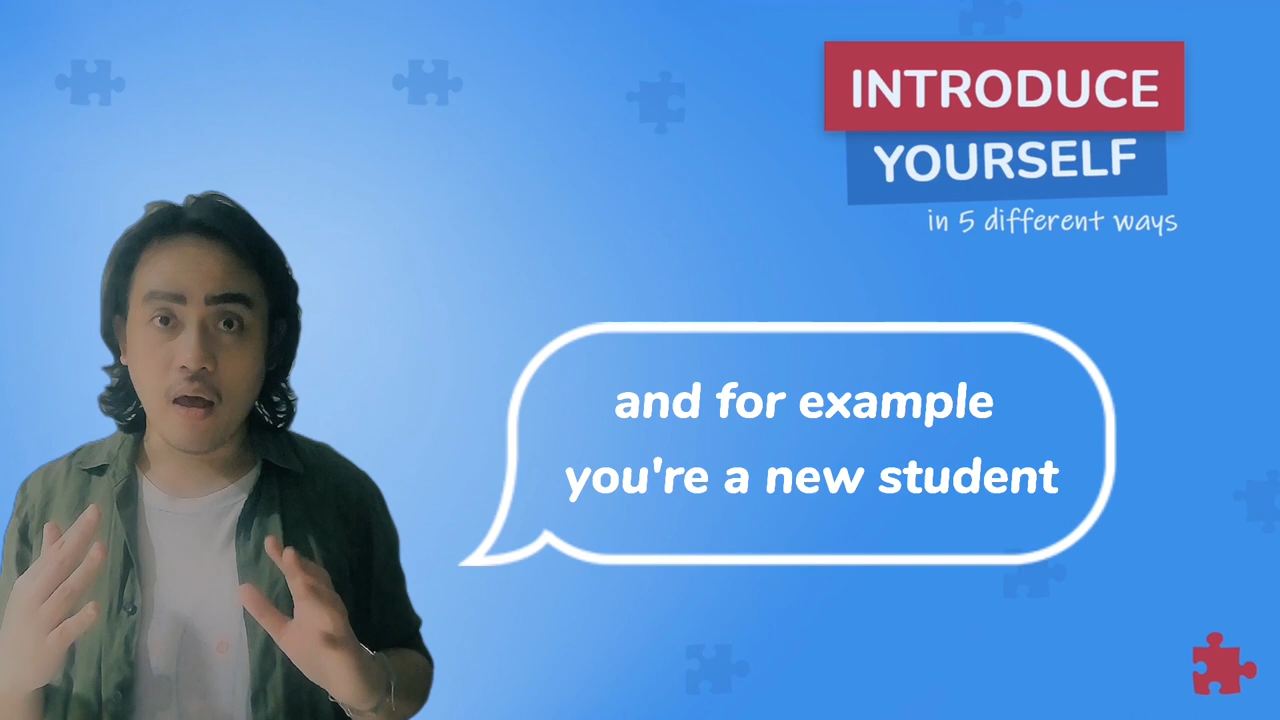 INTRODUCE
YOURSELF
in 5 different ways
and for example
you're a new student